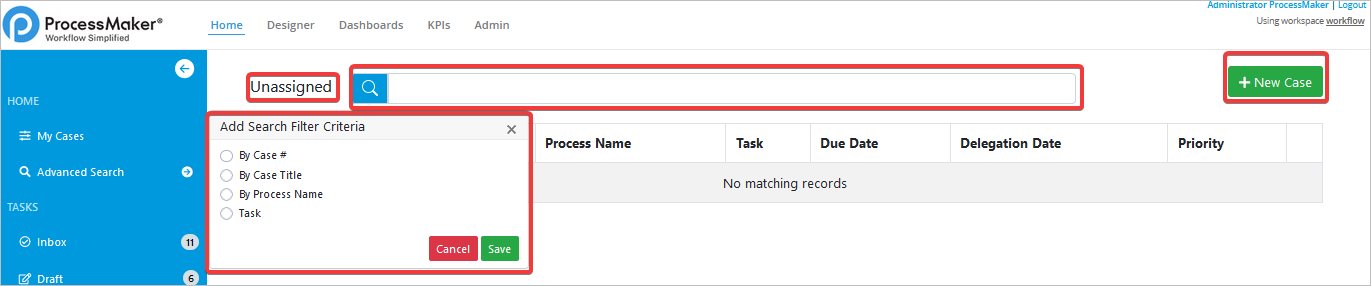 ProcessMaker®
Workflow Simplified
Home Designer Dashboards KPIs Admin
Administrator ProcessMaker | Logout
Using workspace workflow
HOME
My Cases
Advanced Search
TASKS
Inbox 11
Draft 6
Unassigned
+ New Case
Add Search Filter Criteria ×
By Case #
By Case Title
By Process Name
Task
Cancel Save
Process Name Task Due Date Delegation Date Priority
No matching records